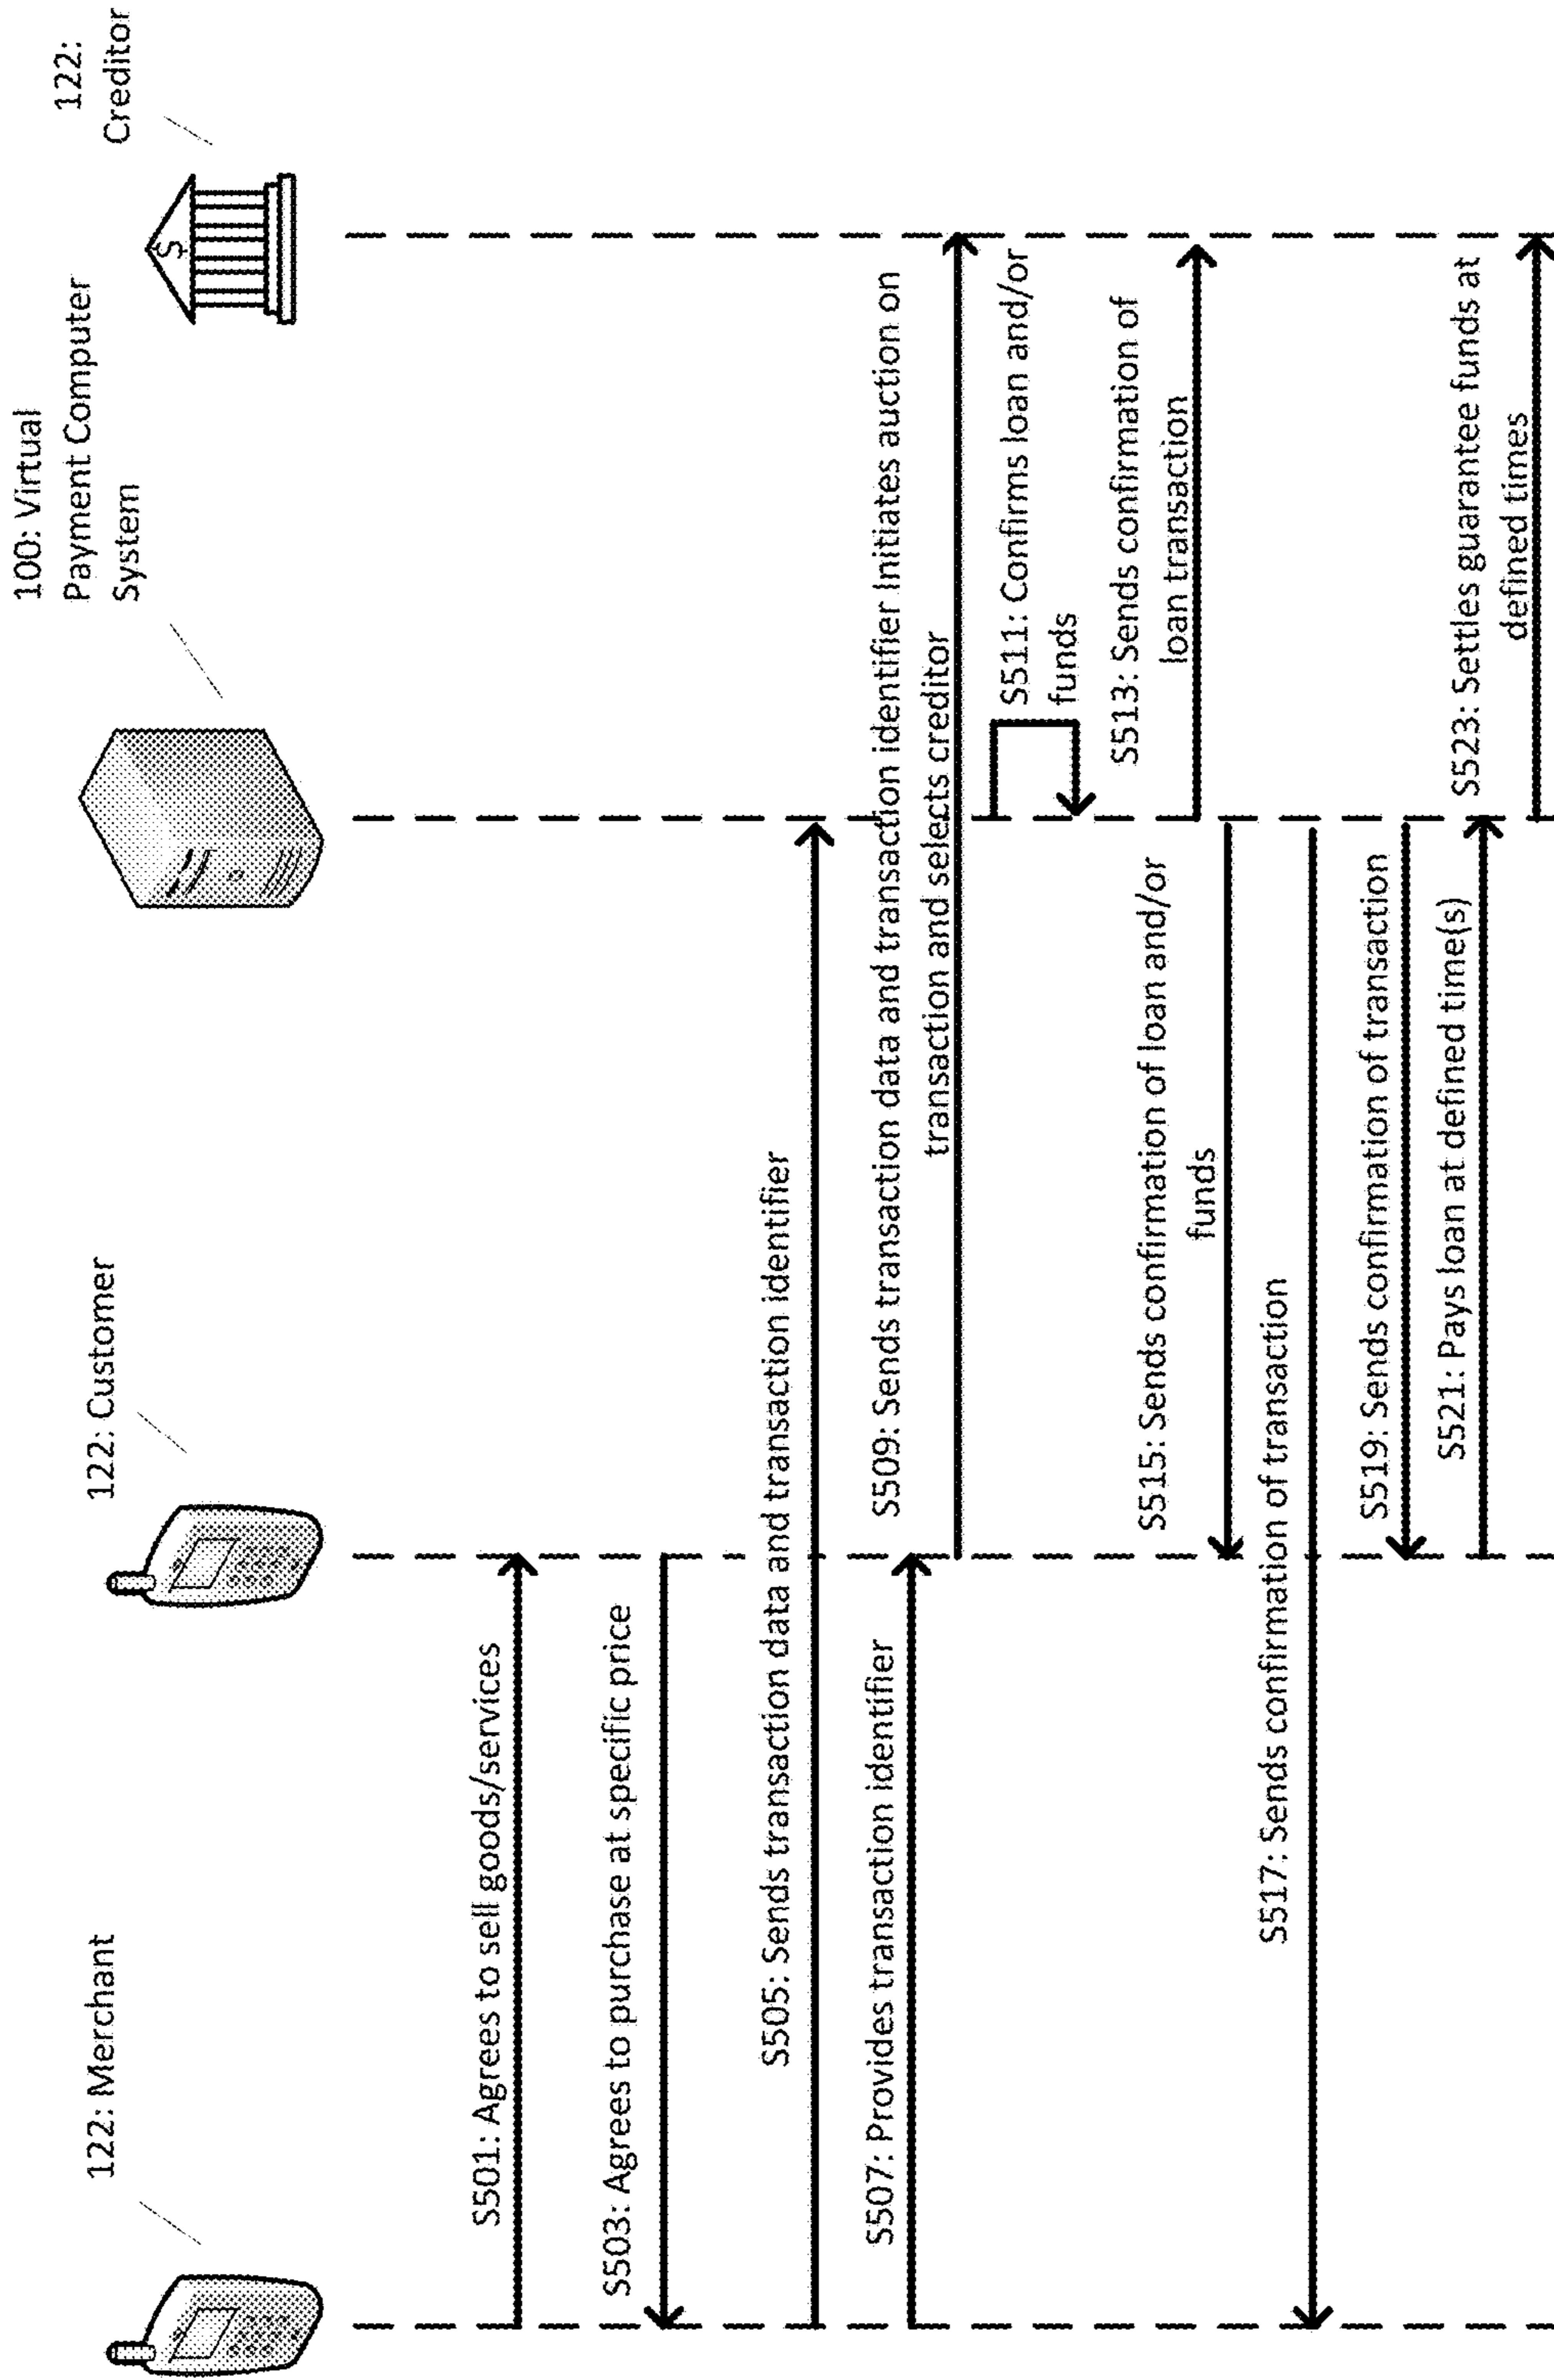 122: Merchant
122: Customer
100: Virtual
Payment Computer
System
122:
Creditor
S501: Agrees to sell goods/services
S503: Agrees to purchase at specific price
S505: Sends transaction data and transaction identifier
S507: Provides transaction identifier
S509: Sends transaction data and transaction identifier Initiates auction on
transaction and selects creditor
S511: Confirms loan and/or
funds
S513: Sends confirmation of
loan transaction
S515: Sends confirmation of loan and/or
funds
S517: Sends confirmation of transaction
S519: Sends confirmation of transaction
S521: Pays loan at defined time(s)
S523: Settles guarantee funds at
defined times
$